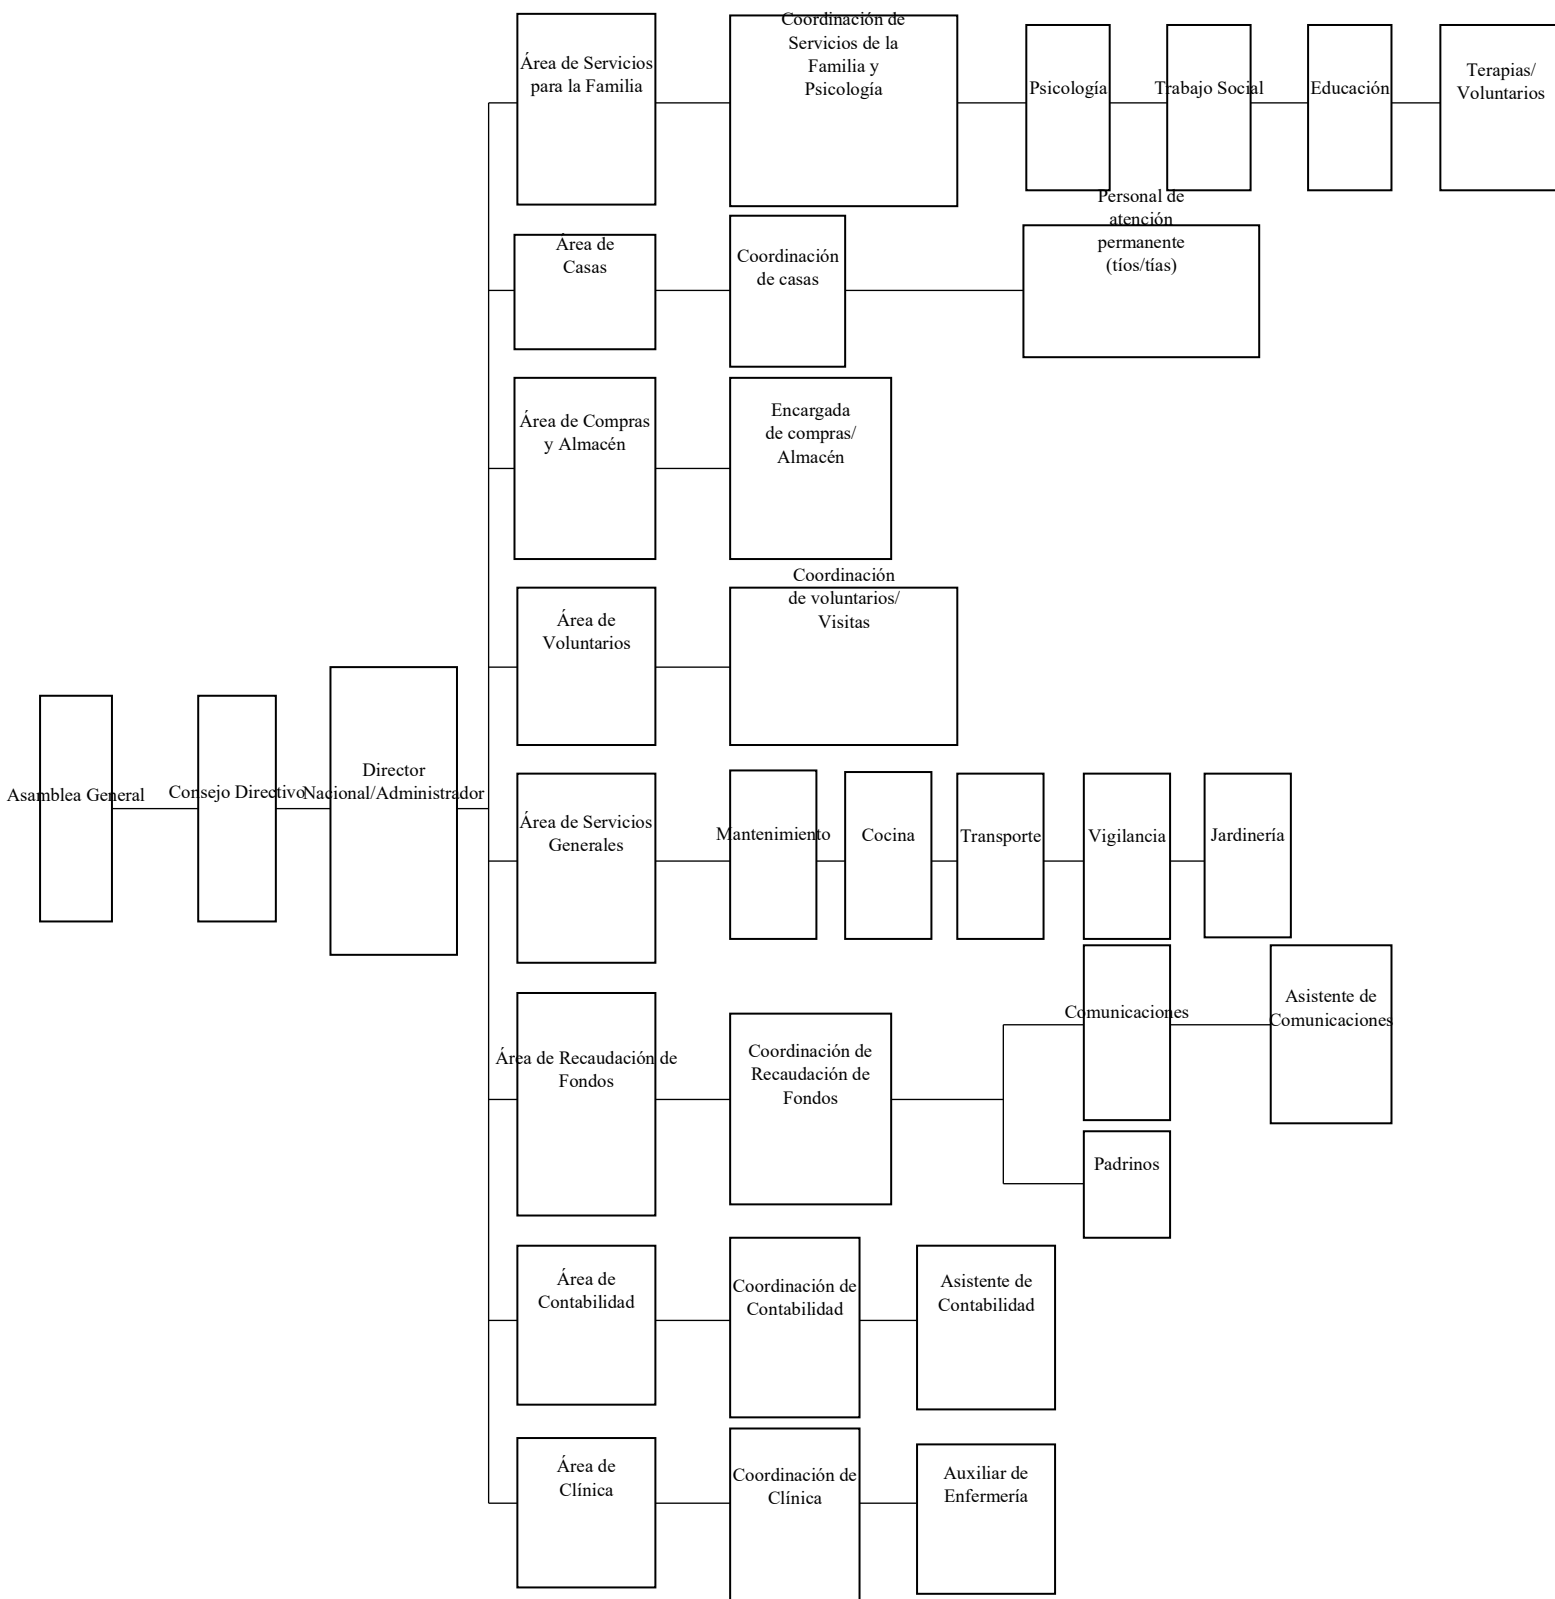 Coordinación de
Servicios de la
Familia y
Psicología
Área de Servicios
para la Familia
Psicología
Trabajo Social
Educación
Terapias/
Voluntarios
Área de
Casas
Coordinación
de casas
Personal de
atención
permanente
(tíos/tías)
Área de Compras
y Almacén
Encargada
de compras/
Almacén
Área de
Voluntarios
Coordinación
de voluntarios/
Visitas
Asamblea General
Consejo Directivo
Director
Nacional/Administrador
Área de Servicios
Generales
Mantenimiento
Cocina
Transporte
Vigilancia
Jardinería
Área de Recaudación de
Fondos
Coordinación de
Recaudación de
Fondos
Comunicaciones
Asistente de
Comunicaciones
Padrinos
Área de
Contabilidad
Coordinación de
Contabilidad
Asistente de
Contabilidad
Área de
Clínica
Coordinación de
Clínica
Auxiliar de
Enfermería